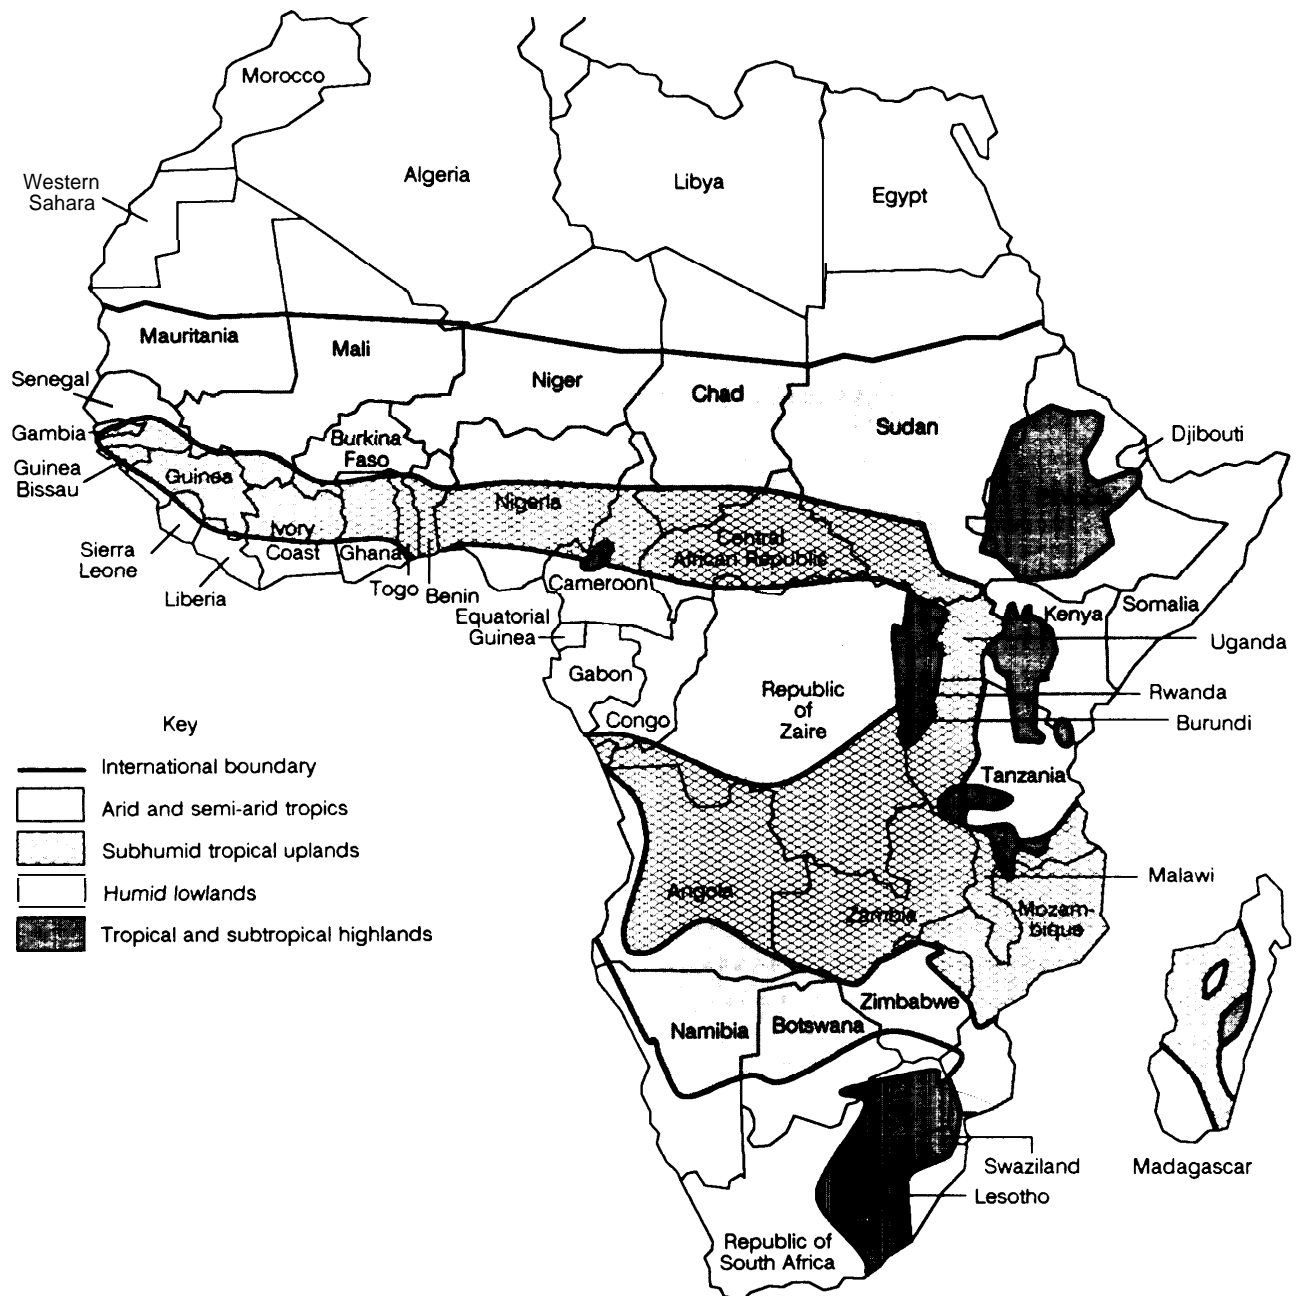 Morocco
Algeria
Libya
Egypt
Western
Sahara
Mauritania
Mali
Niger
Chad
Sudan
Senegal
Gambia
Guinea
Bissau
Guinea
Burkina
Faso
Djibouti
Nigeria
Ivory
Coast
Ghana
Central
African Republic
Sierra
Leone
Liberia
Togo
Benin
Cameroon
Equatorial
Guinea
Kenya
Somalia
Uganda
Gabon
Republic
of
Zaire
Rwanda
Burundi
Congo
Tanzania
Key
International boundary
Arid and semi-arid tropics
Subhumid tropical uplands
Humid lowlands
Tropical and subtropical highlands
Angola
Zambia
Malawi
Mozam-
bique
Zimbabwe
Namibia
Botswana
Swaziland
Lesotho
Madagascar
Republic of
South Africa